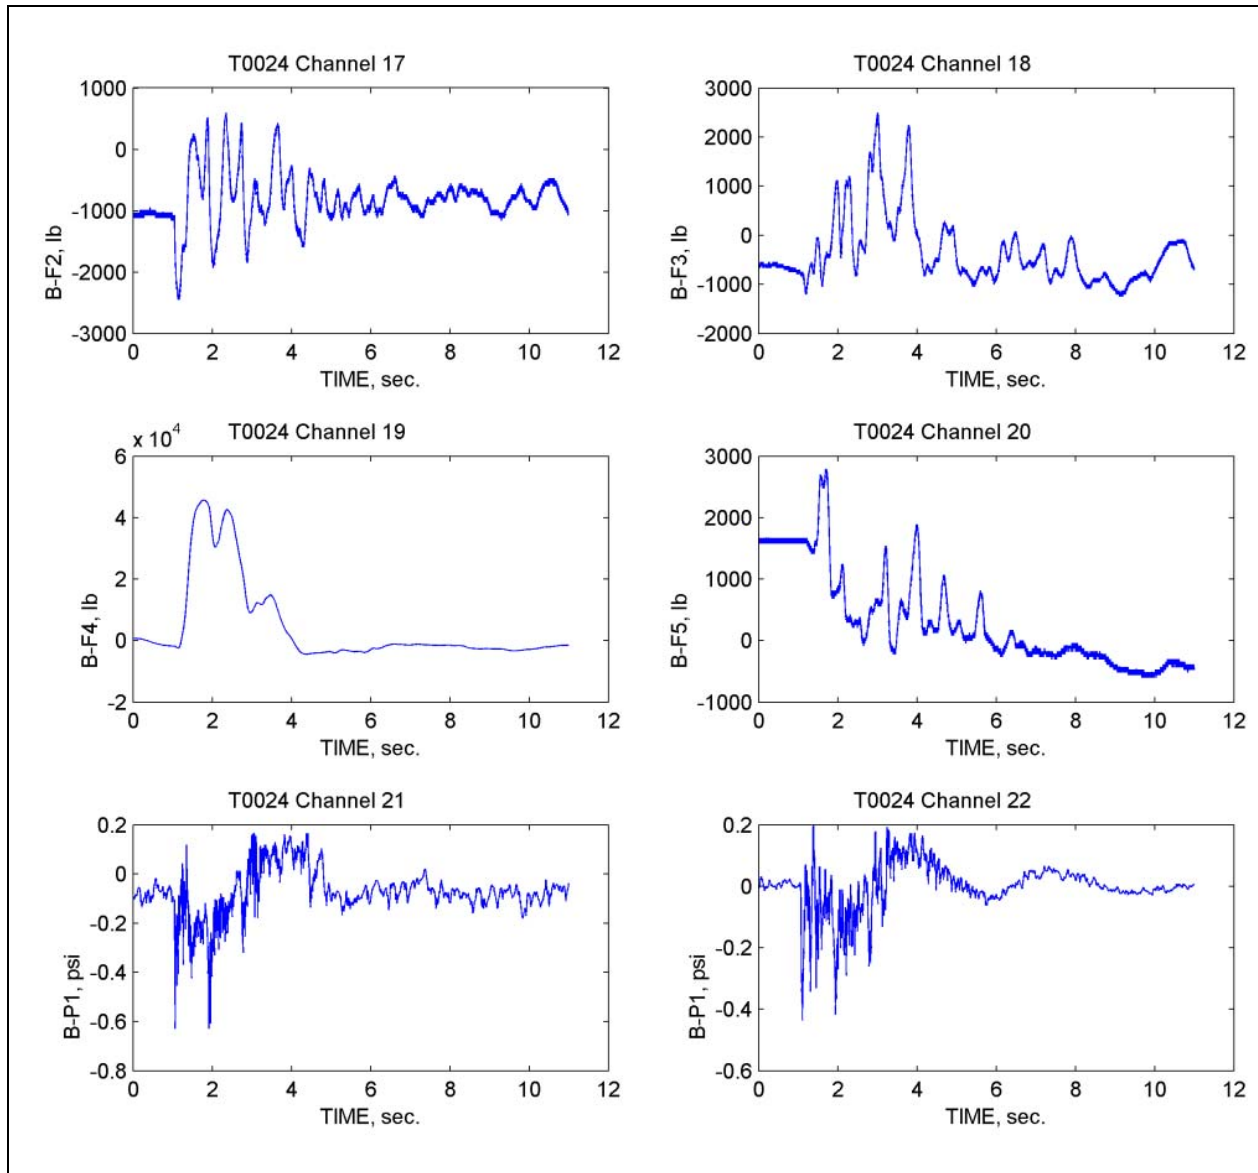 T0024 Channel 17
1000
0
-1000
-2000
-3000
B-F2, lb
0 2 4 6 8 10 12
TIME, sec.
T0024 Channel 18
3000
2000
1000
0
-1000
-2000
B-F3, lb
0 2 4 6 8 10 12
TIME, sec.
T0024 Channel 19
x 10^4
6
4
2
0
-2
B-F4, lb
0 2 4 6 8 10 12
TIME, sec.
T0024 Channel 20
3000
2000
1000
0
-1000
B-F5, lb
0 2 4 6 8 10 12
TIME, sec.
T0024 Channel 21
0.2
0
-0.2
-0.4
-0.6
-0.8
B-P1, psi
0 2 4 6 8 10 12
TIME, sec.
T0024 Channel 22
0.2
0
-0.2
-0.4
-0.6
B-P1, psi
0 2 4 6 8 10 12
TIME, sec.